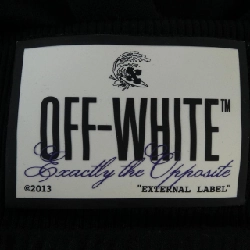 OFF-WHITE™
Exactly the Opposite
©2013
"EXTERNAL LABEL"